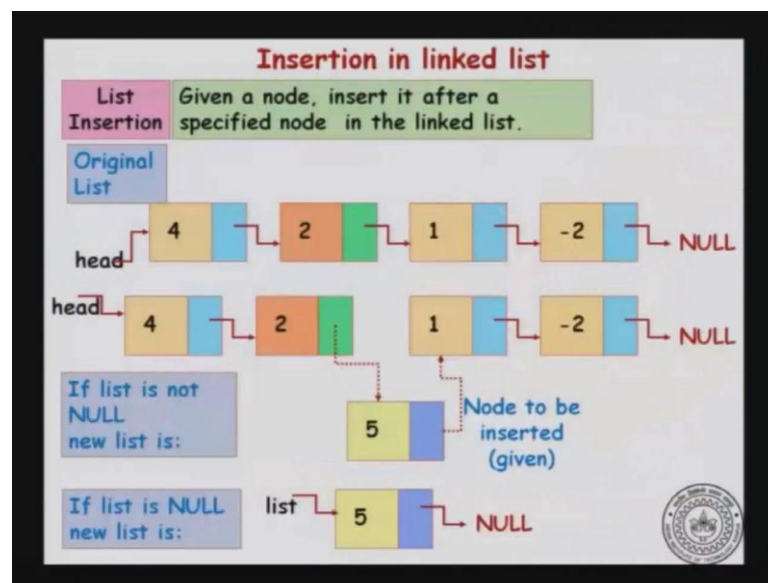 Insertion in linked list
List
Insertion
Given a node, insert it after a
specified node in the linked list.
Original
List
head
4
2
1
-2
NULL
head
4
2
1
-2
NULL
If list is not
NULL
new list is:
5
Node to be
inserted
(given)
If list is NULL
new list is:
list
5
NULL